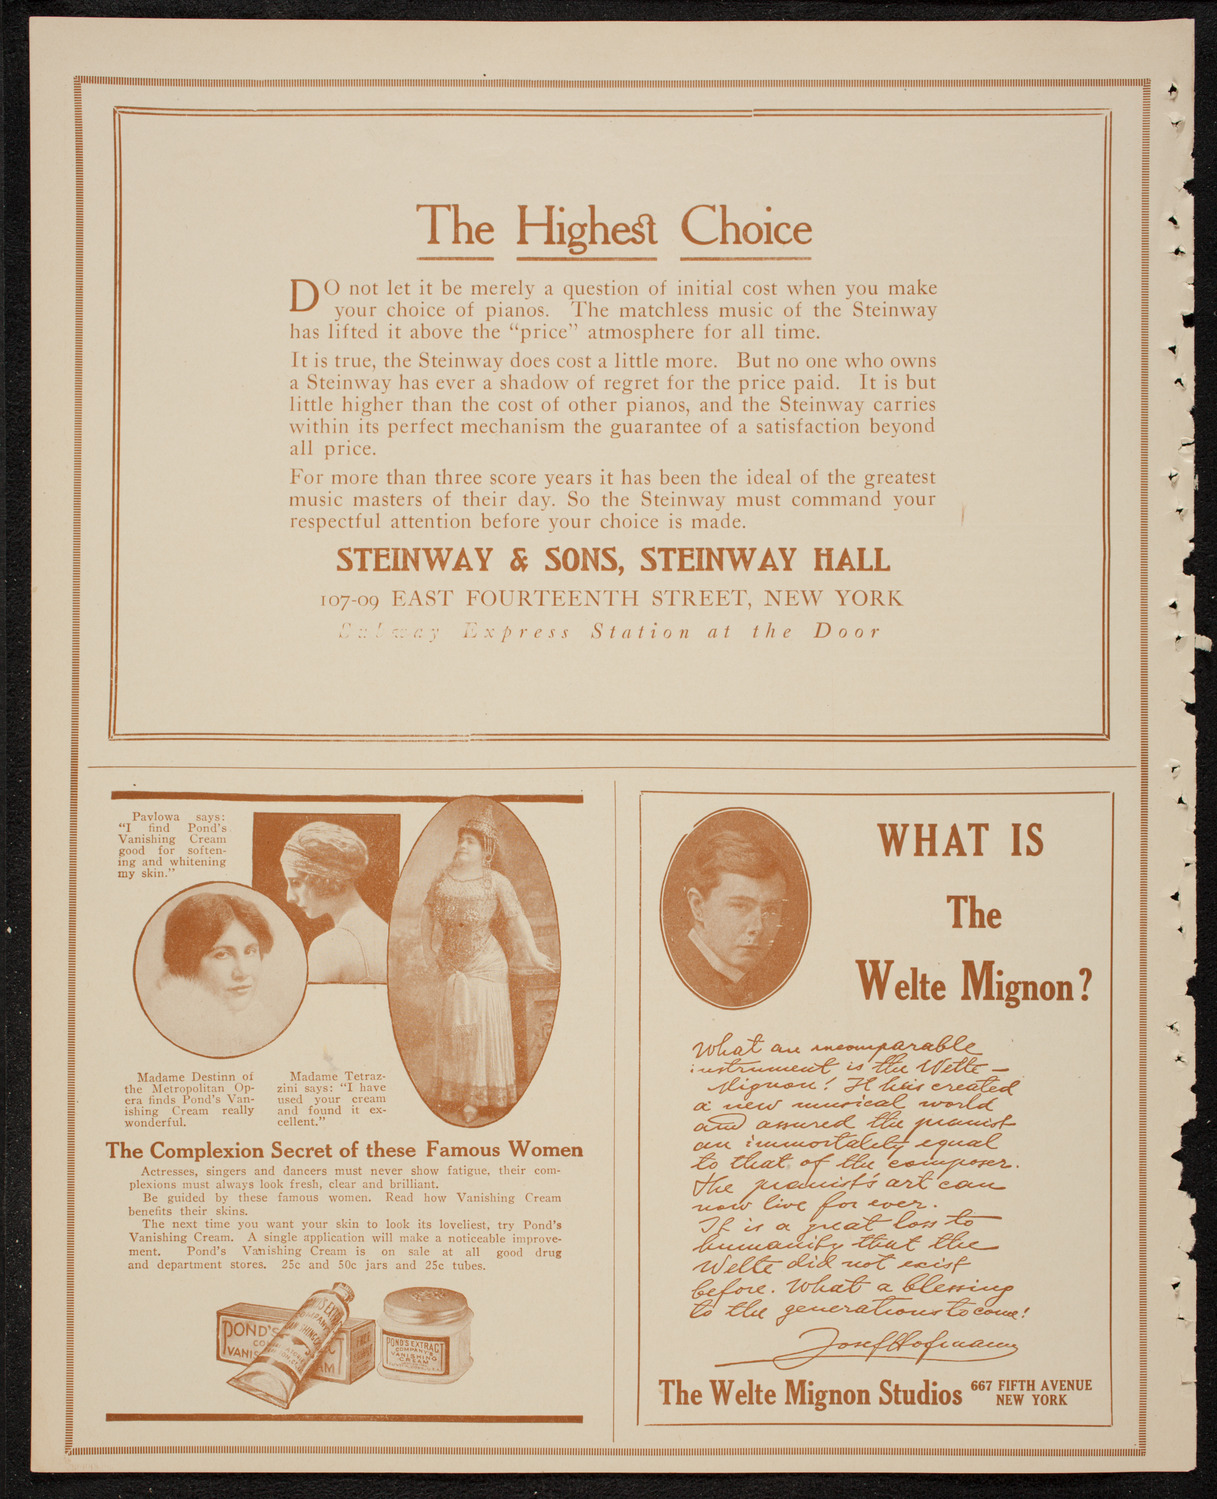 The Highest Choice
DO not let it be merely a question of initial cost when you make
your choice of pianos. The matchless music of the Steinway
has lifted it above the “price” atmosphere for all time.
It is true, the Steinway does cost a little more. But no one who owns
a Steinway has ever a shadow of regret for the price paid. It is but
little higher than the cost of other pianos, and the Steinway carries
within its perfect mechanism the guarantee of a satisfaction beyond
all price.
For more than three score years it has been the ideal of the greatest
music masters of their day. So the Steinway must command your
respectful attention before your choice is made.
STEINWAY & SONS, STEINWAY HALL
107-09 EAST FOURTEENTH STREET, NEW YORK
Subway Express Station at the Door
Pavlowa says:
“I find Pond's
Vanishing Cream
good for soften-
ing and whitening
my skin.”
Madame Destinn of
the Metropolitan Op-
era finds Pond's Van-
ishing Cream really
wonderful.
Madame Tetraz-
zini says: “I have
used your cream
and found it ex-
cellent.”
The Complexion Secret of these Famous Women
Actresses, singers and dancers must never show fatigue, their com-
plexions must always look fresh, clear and brilliant.
Be guided by these famous women. Read how Vanishing Cream
benefits their skins.
The next time you want your skin to look its loveliest, try Pond's
Vanishing Cream. A single application will make a noticeable improve-
ment. Pond's Vanishing Cream is on sale at all good drug
and department stores. 25c and 50c jars and 25c tubes.
POND'S
VANIS
POND'S EXTRACT
COMPANY'S
VANISHING
CREAM
WHAT IS
The
Welte Mignon?
What an incomparable
instrument is the Welte-
Mignon! It has created
a new musical world
and assured the pianist
an immortality equal
to that of the composer.
The pianist's art can
now live for ever.
It is a great loss to
humanity that the
Welte did not exist
before. What a blessing
to the generations to come!
Josef Hofmann
The Welte Mignon Studios 667 FIFTH AVENUE
NEW YORK